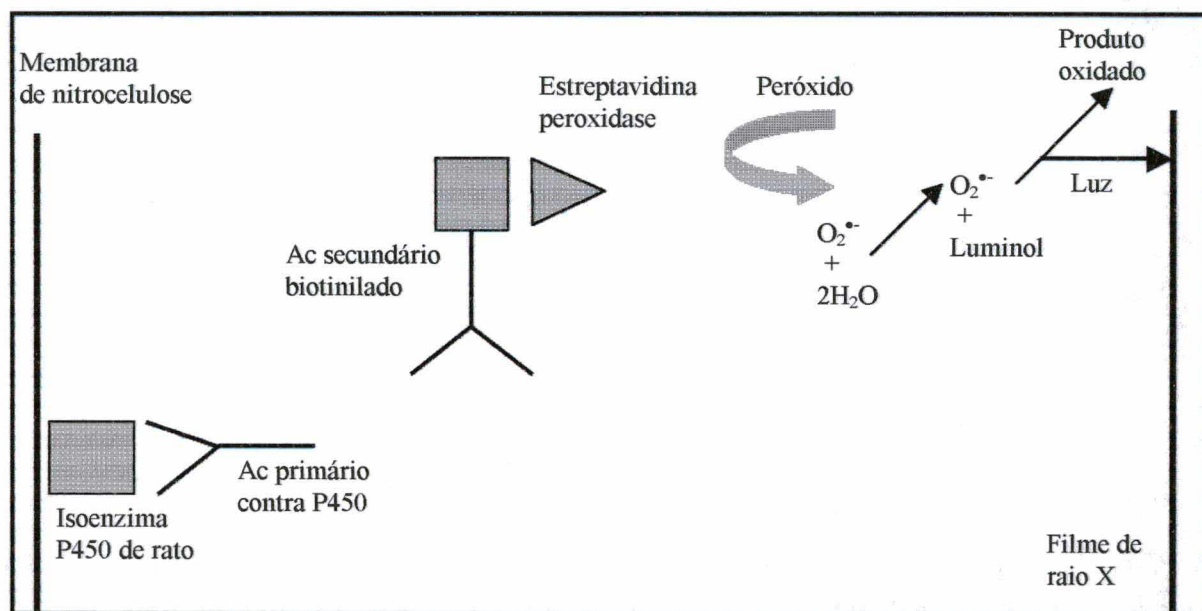 Membrana
de nitrocelulose
Estreptavidina
peroxidase
Peróxido
Produto
oxidado
Ac secundário
biotinilado
O₂•-
+
2H₂O
O₂•-
+
Luminol
Luz
Ac primário
contra P450
Isoenzima
P450 de rato
Filme de
raio X